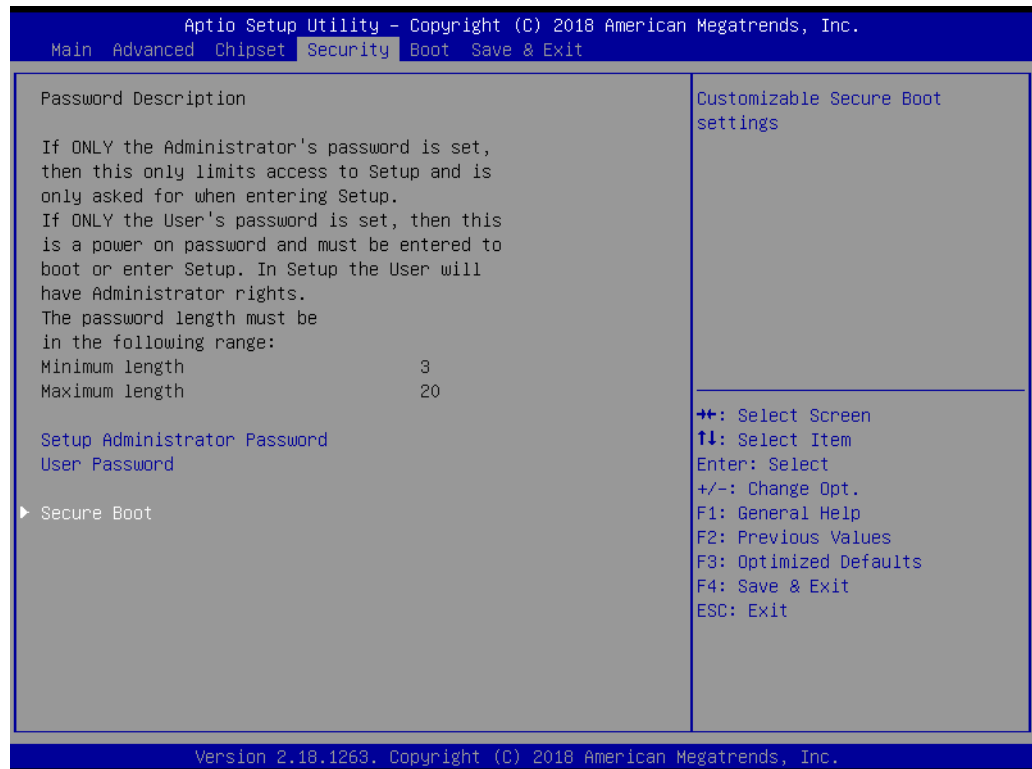 Aptio Setup Utility – Copyright (C) 2018 American Megatrends, Inc.
Main Advanced Chipset Security Boot Save & Exit
Password Description
If ONLY the Administrator's password is set,
then this only limits access to Setup and is
only asked for when entering Setup.
If ONLY the User's password is set, then this
is a power on password and must be entered to
boot or enter Setup. In Setup the User will
have Administrator rights.
The password length must be
in the following range:
Minimum length 3
Maximum length 20
Setup Administrator Password
User Password
Secure Boot
Customizable Secure Boot
settings
→←: Select Screen
↑↓: Select Item
Enter: Select
+/-: Change Opt.
F1: General Help
F2: Previous Values
F3: Optimized Defaults
F4: Save & Exit
ESC: Exit
Version 2.18.1263. Copyright (C) 2018 American Megatrends, Inc.